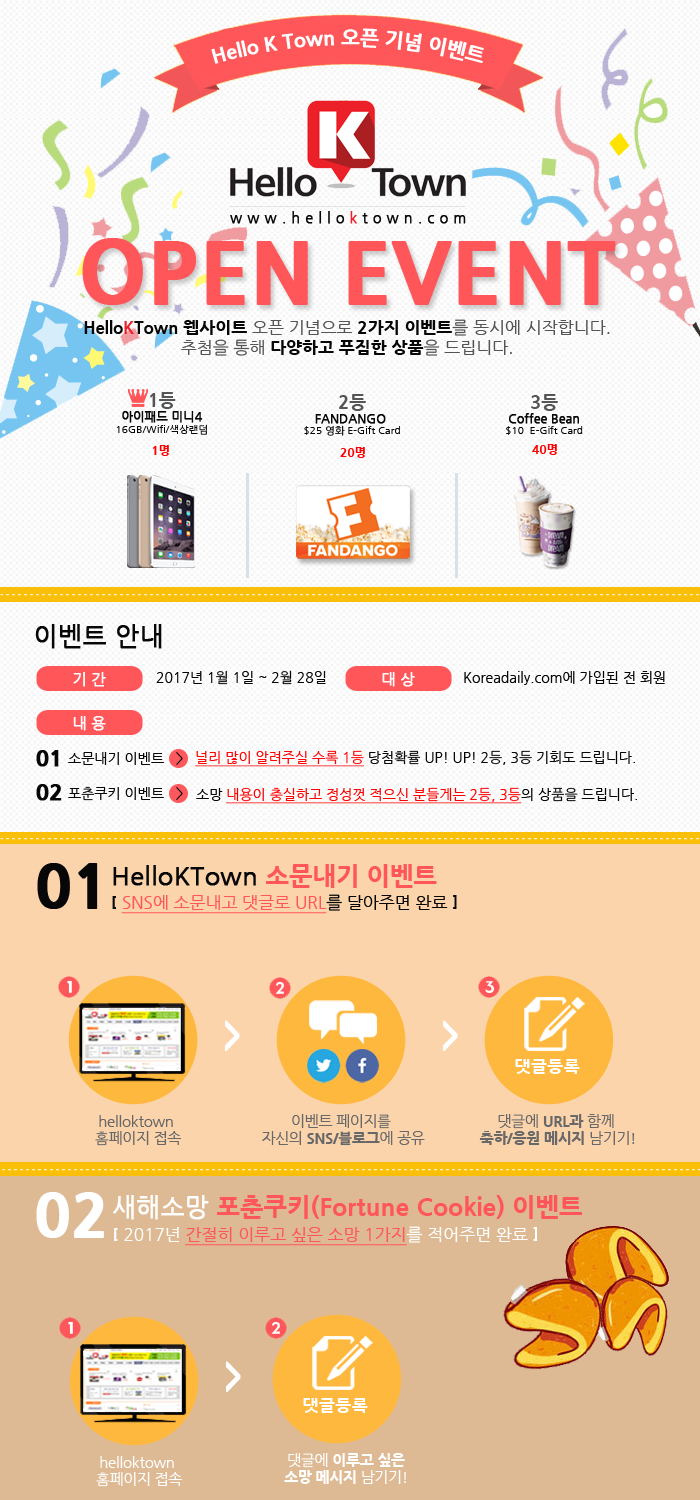 Hello K Town 오픈 기념 이벤트
K
Hello Town
www.helloktown.com
OPEN EVENT
HelloKTown 웹사이트 오픈 기념으로 2가지 이벤트를 동시에 시작합니다.
추첨을 통해 다양하고 푸짐한 상품을 드립니다.
1등
아이패드 미니4
16GB/Wifi/색상랜덤
1명
2등
FANDANGO
$25 영화 E-Gift Card
20명
3등
Coffee Bean
$10 E-Gift Card
40명
FANDANGO
이벤트 안내
기 간
2017년 1월 1일 ~ 2월 28일
대 상
Koreadaily.com에 가입된 전 회원
내 용
01 소문내기 이벤트 > 널리 많이 알려주실 수록 1등 당첨확률 UP! UP! 2등, 3등 기회도 드립니다.
02 포춘쿠키 이벤트 > 소망 내용이 충실하고 정성껏 적으신 분들게는 2등, 3등의 상품을 드립니다.
01 HelloKTown 소문내기 이벤트
[ SNS에 소문내고 댓글로 URL를 달아주면 완료 ]
1
helloktown
홈페이지 접속
2
이벤트 페이지를
자신의 SNS/블로그에 공유
3
댓글등록
댓글에 URL과 함께
축하/응원 메시지 남기기!
02 새해소망 포춘쿠키(Fortune Cookie) 이벤트
[ 2017년 간절히 이루고 싶은 소망 1가지를 적어주면 완료 ]
1
helloktown
홈페이지 접속
2
댓글등록
댓글에 이루고 싶은
소망 메시지 남기기!